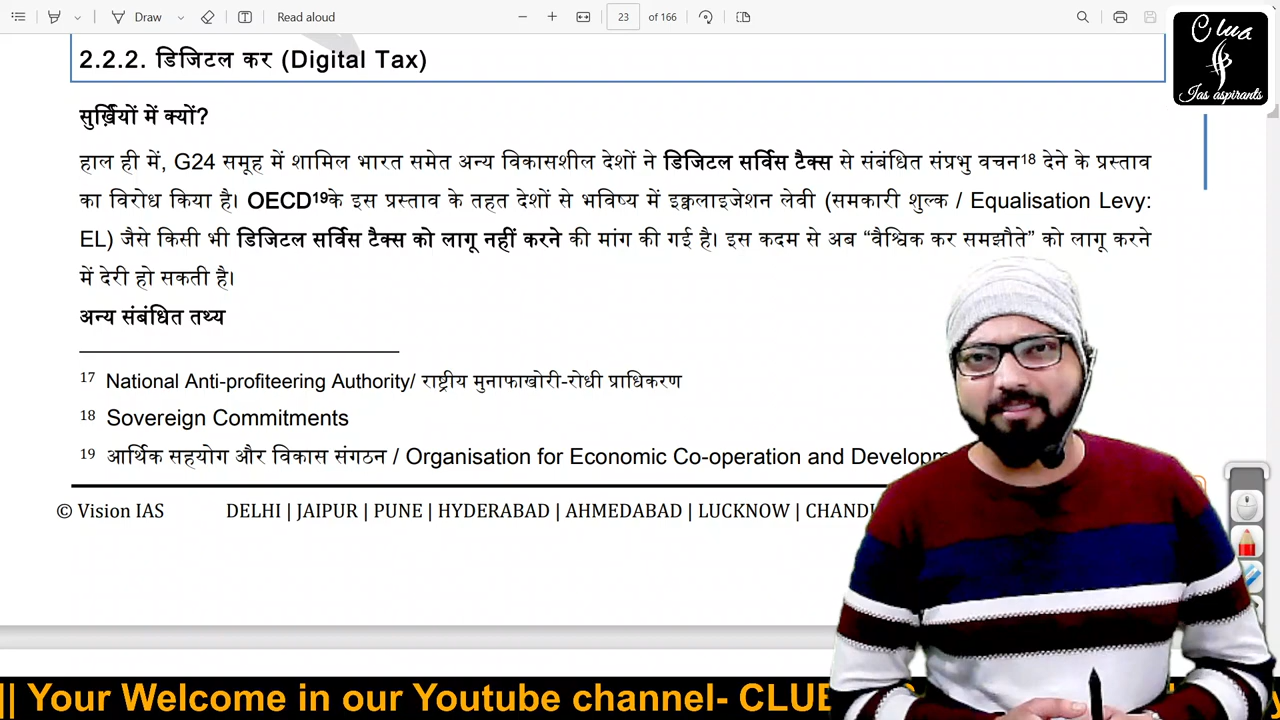 Draw
Read aloud
23
of 166
Clua
Ias aspirants
2.2.2. डिजिटल कर (Digital Tax)
सुर्ख़ियों में क्यों?
हाल ही में, G24 समूह में शामिल भारत समेत अन्य विकासशील देशों ने डिजिटल सर्विस टैक्स से संबंधित संप्रभु वचन18 देने के प्रस्ताव
का विरोध किया है। OECD19के इस प्रस्ताव के तहत देशों से भविष्य में इक्वलाइजेशन लेवी (समकारी शुल्क / Equalisation Levy:
EL) जैसे किसी भी डिजिटल सर्विस टैक्स को लागू नहीं करने की मांग की गई है। इस कदम से अब “वैश्विक कर समझौते” को लागू करने
में देरी हो सकती है।
अन्य संबंधित तथ्य
17 National Anti-profiteering Authority/ राष्ट्रीय मुनाफाखोरी-रोधी प्राधिकरण
18 Sovereign Commitments
19 आर्थिक सहयोग और विकास संगठन / Organisation for Economic Co-operation and Developm
© Vision IAS
DELHI | JAIPUR | PUNE | HYDERABAD | AHMEDABAD | LUCKNOW | CHANDI
|| Your Welcome in our Youtube channel- CLUE